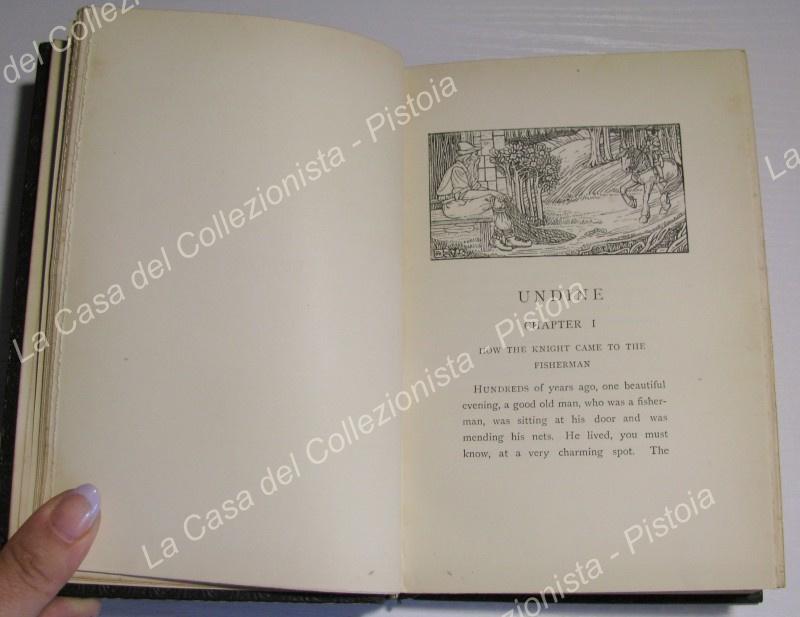 UNDINE
CHAPTER I
HOW THE KNIGHT CAME TO THE
FISHERMAN
HUNDREDS of years ago, one beautiful
evening, a good old man, who was a fisher-
man, was sitting at his door and was
mending his nets. He lived, you must
know, at a very charming spot. The
del Collezionista
La Casa del Collezionista - Pistoia
La
La Casa del Collezionista - Pistoia
Collezionista - Pistoia